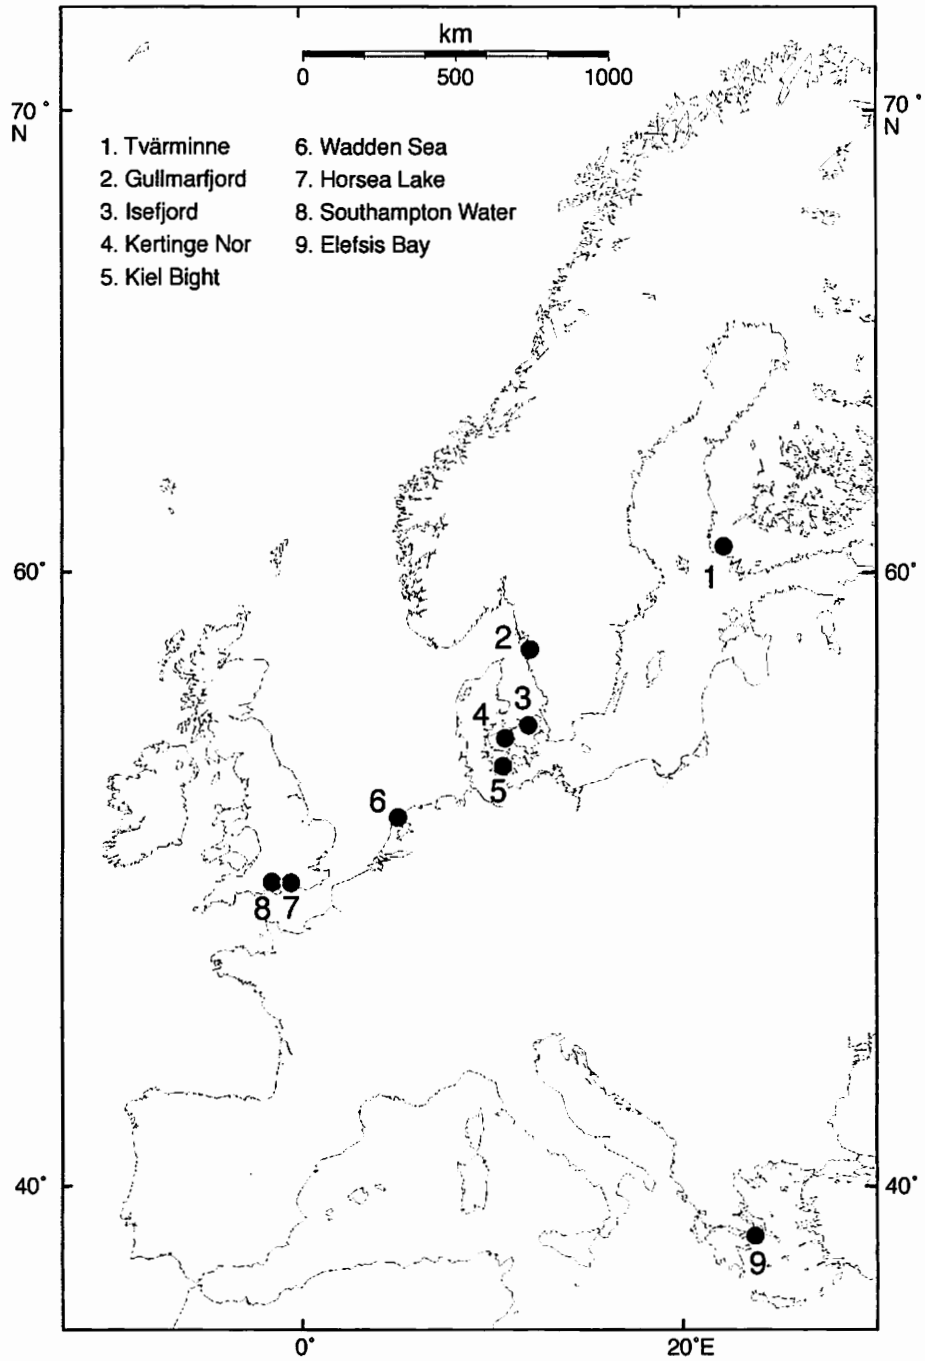 km
0 500 1000
70° 70°
N N
1. Tvärminne 6. Wadden Sea
2. Gullmarfjord 7. Horsea Lake
3. Isefjord 8. Southampton Water
4. Kertinge Nor 9. Elefsis Bay
5. Kiel Bight
60° 60°
1
2
3
4
5
6
8 7
40° 40°
9
0° 20°E